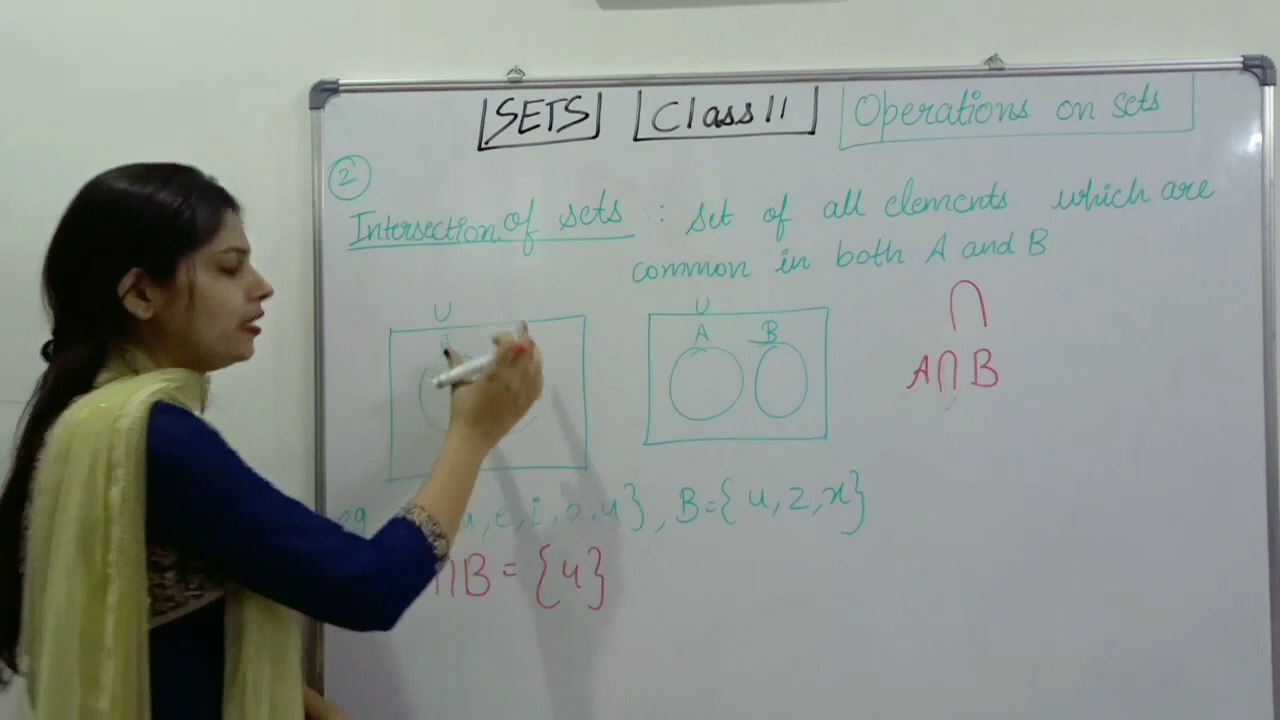 SETS Class 11 Operations on sets
2
Intersection of sets : set of all elements which are
common in both A and B
U U
A B
∩
A∩B
eg a, e, i, o, u}, B={ u, z, x}
∩B = {u}